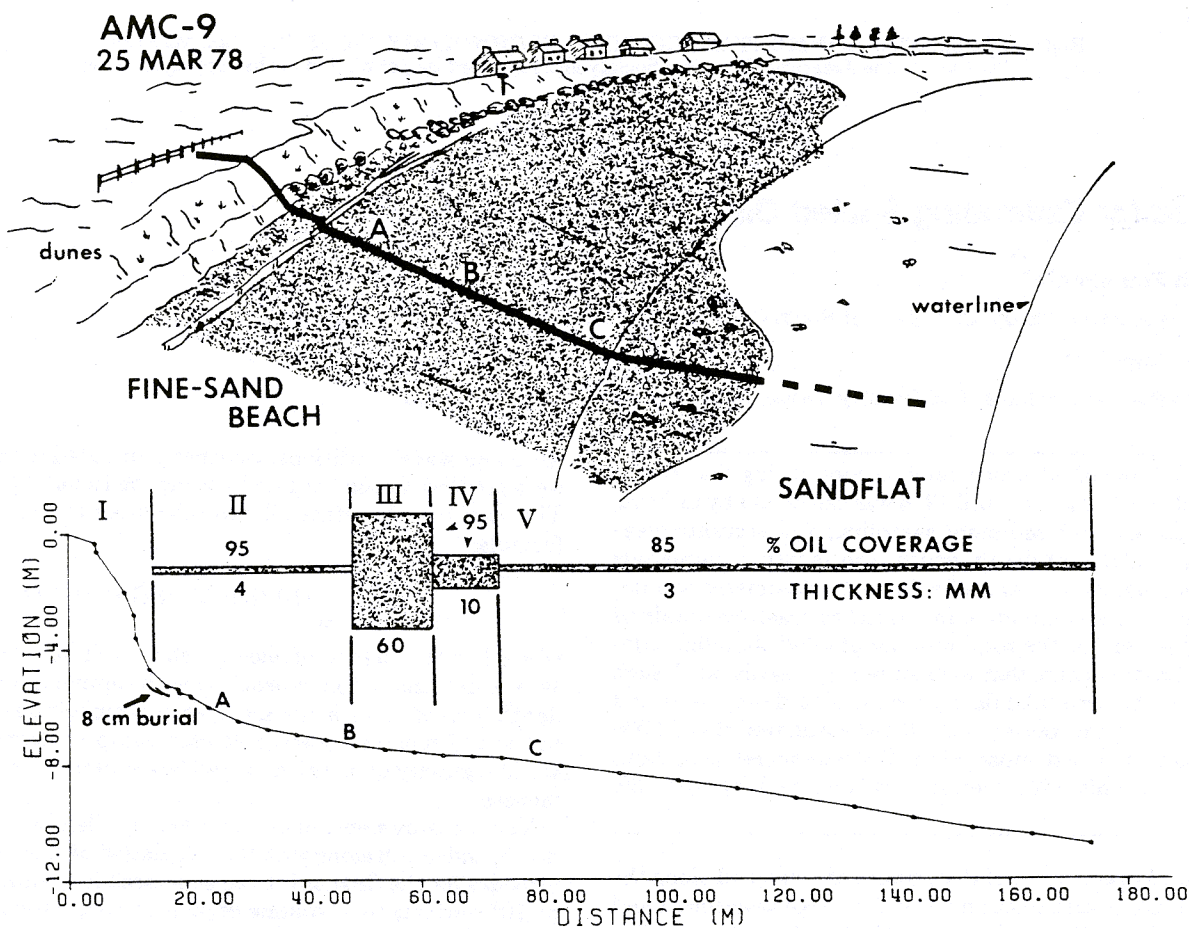 AMC-9
25 MAR 78
dunes
A
B
C
waterline
FINE-SAND
BEACH
SANDFLAT
I
II
III
IV
V
95
95
85
% OIL COVERAGE
4
60
10
3
THICKNESS: MM
8 cm burial
A
B
C
ELEVATION (M)
0.00
-4.00
-8.00
-12.00
0.00
20.00
40.00
60.00
80.00
100.00
120.00
140.00
160.00
180.00
DISTANCE (M)